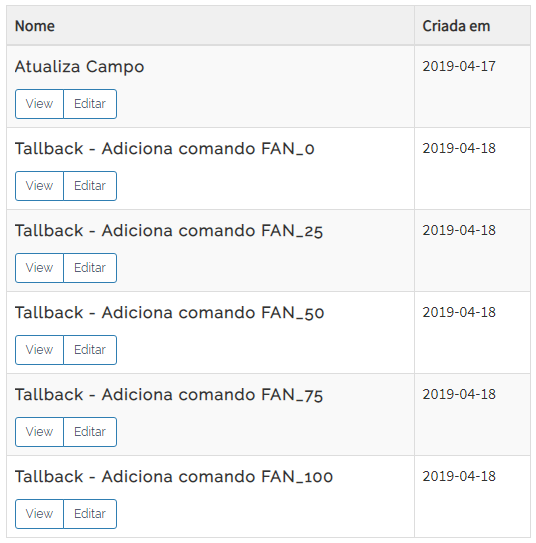 Nome Criada em
Atualiza Campo 2019-04-17
View Editar
Tallback - Adiciona comando FAN_0 2019-04-18
View Editar
Tallback - Adiciona comando FAN_25 2019-04-18
View Editar
Tallback - Adiciona comando FAN_50 2019-04-18
View Editar
Tallback - Adiciona comando FAN_75 2019-04-18
View Editar
Tallback - Adiciona comando FAN_100 2019-04-18
View Editar